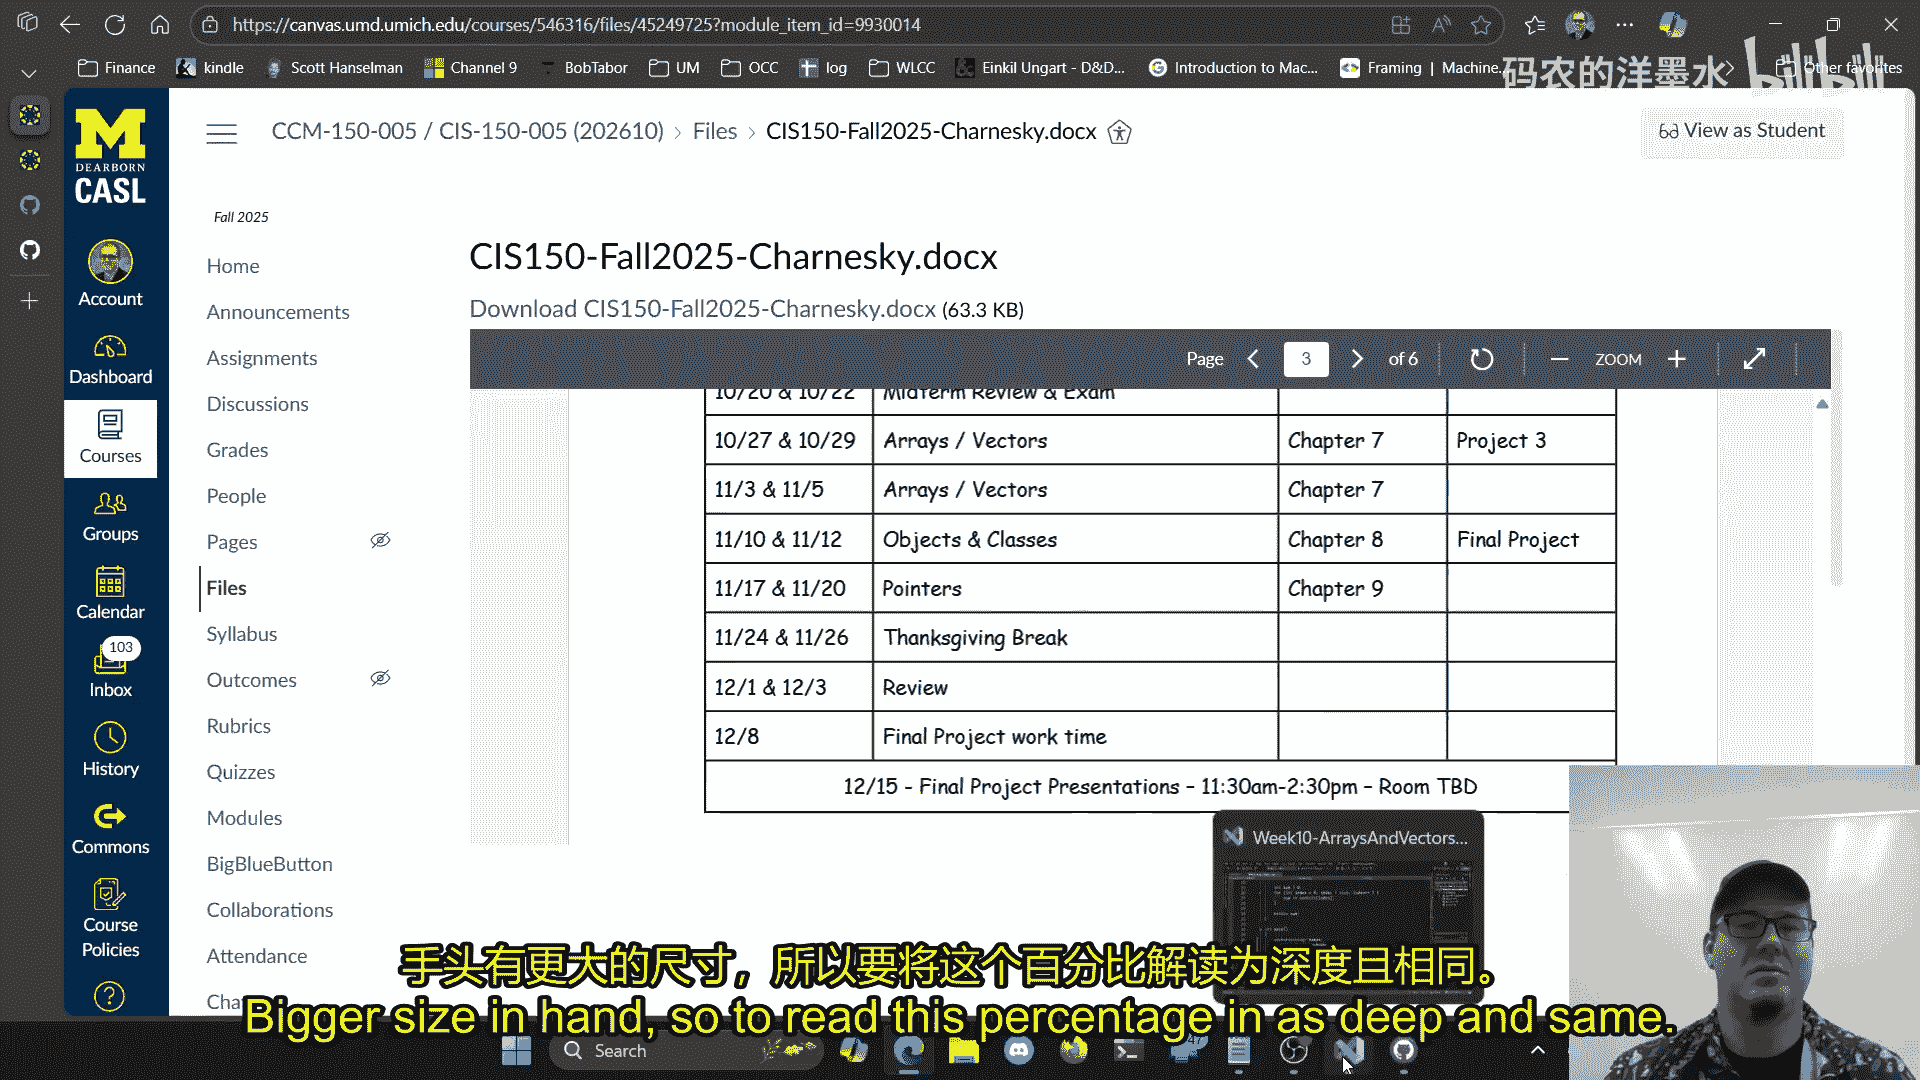 https://canvas.umd.umich.edu/courses/546316/files/45249725?module_item_id=9930014
Finance
kindle
Scott Hanselman
Channel 9
BobTabor
UM
OCC
log
WLCC
Einkil Ungart - D&D...
Introduction to Mac...
Framing | Machine...
Other favorites
码农的洋墨水
bilibili
M
DEARBORN
CASL
Account
Dashboard
Courses
Groups
Calendar
103
Inbox
History
Commons
Course
Policies
CCM-150-005 / CIS-150-005 (202610) › Files › CIS150-Fall2025-Charnesky.docx
View as Student
Fall 2025
Home
Announcements
Assignments
Discussions
Grades
People
Pages
Files
Syllabus
Outcomes
Rubrics
Quizzes
Modules
BigBlueButton
Collaborations
Attendance
CIS150-Fall2025-Charnesky.docx
Download CIS150-Fall2025-Charnesky.docx (63.3 KB)
Page 3 of 6 ZOOM
10/20 & 10/22 Midterm Review & Exam
10/27 & 10/29 Arrays / Vectors Chapter 7 Project 3
11/3 & 11/5 Arrays / Vectors Chapter 7
11/10 & 11/12 Objects & Classes Chapter 8 Final Project
11/17 & 11/20 Pointers Chapter 9
11/24 & 11/26 Thanksgiving Break
12/1 & 12/3 Review
12/8 Final Project work time
12/15 - Final Project Presentations – 11:30am-2:30pm – Room TBD
Week10-ArraysAndVectors...
手头有更大的尺寸，所以要将这个百分比解读为深度且相同。
Bigger size in hand, so to read this percentage in as deep and same.
Search